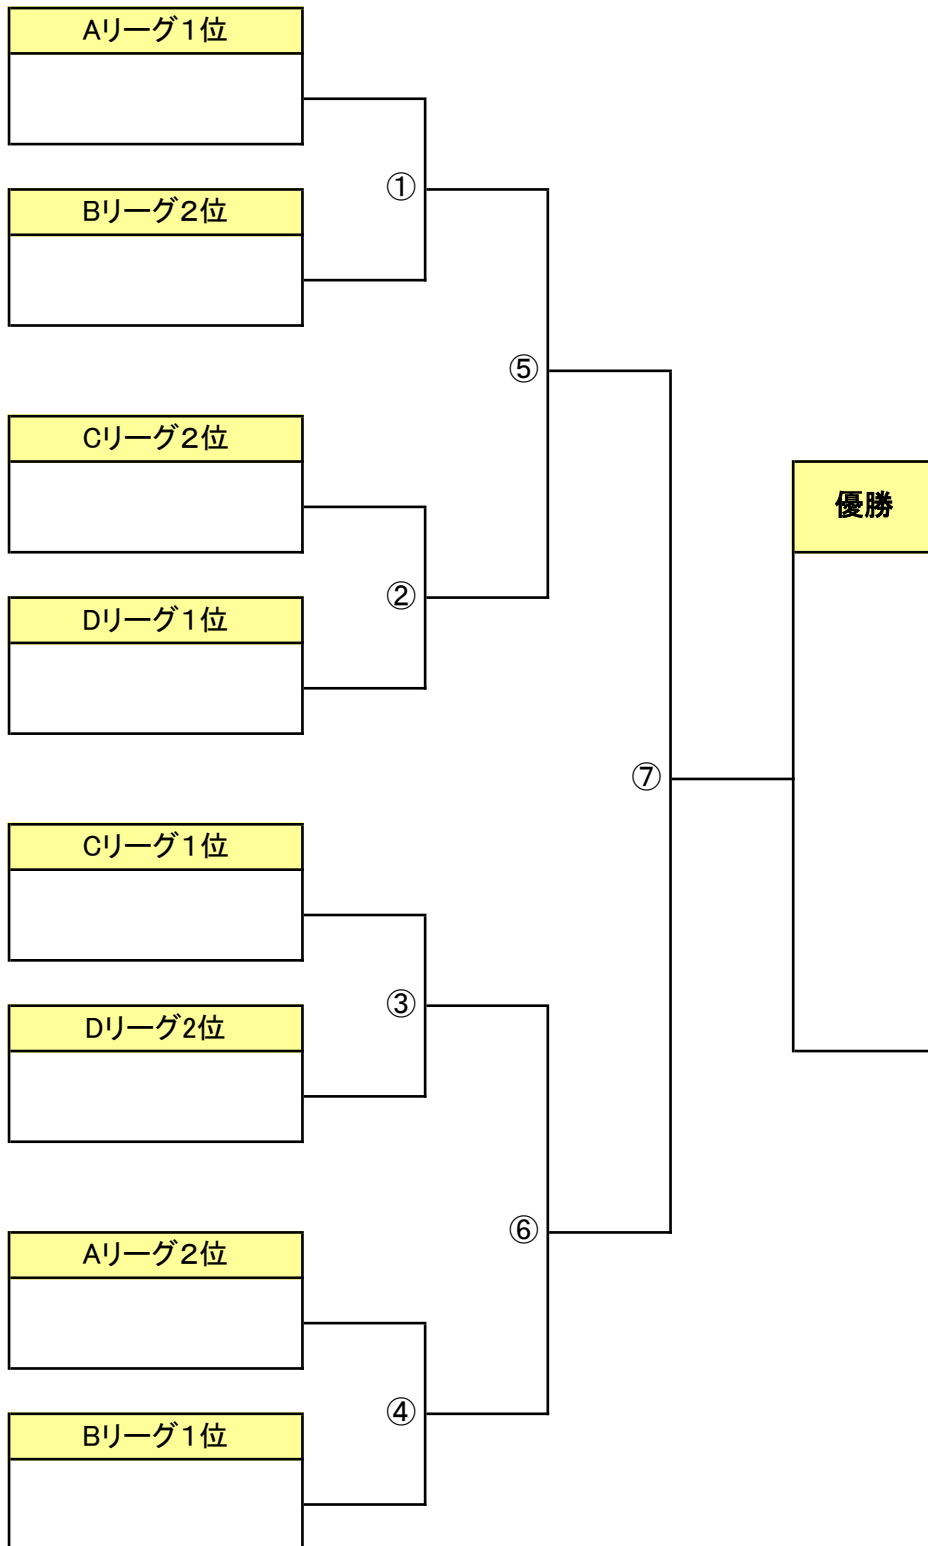 Aリーグ１位
①
Bリーグ２位
⑤
Cリーグ２位
優勝
②
Dリーグ１位
⑦
Cリーグ１位
③
Dリーグ2位
⑥
Aリーグ２位
④
Bリーグ１位